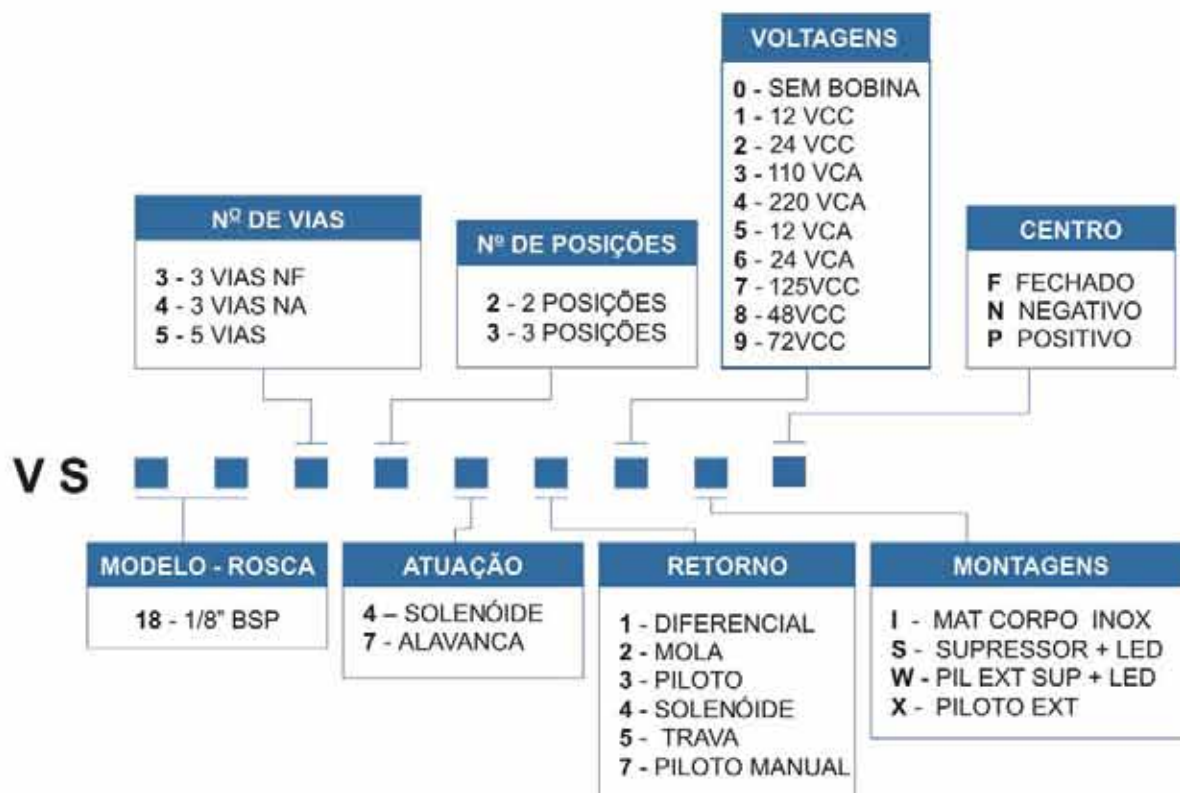 VOLTAGENS
0 - SEM BOBINA
1 - 12 VCC
2 - 24 VCC
3 - 110 VCA
4 - 220 VCA
5 - 12 VCA
6 - 24 VCA
7 - 125VCC
8 - 48VCC
9 - 72VCC
Nº DE VIAS
3 - 3 VIAS NF
4 - 3 VIAS NA
5 - 5 VIAS
Nº DE POSIÇÕES
2 - 2 POSIÇÕES
3 - 3 POSIÇÕES
CENTRO
F FECHADO
N NEGATIVO
P POSITIVO
V S
MODELO - ROSCA
18 - 1/8" BSP
ATUAÇÃO
4 – SOLENÓIDE
7 - ALAVANCA
RETORNO
1 - DIFERENCIAL
2 - MOLA
3 - PILOTO
4 - SOLENÓIDE
5 - TRAVA
7 - PILOTO MANUAL
MONTAGENS
I - MAT CORPO INOX
S - SUPRESSOR + LED
W - PIL EXT SUP + LED
X - PILOTO EXT